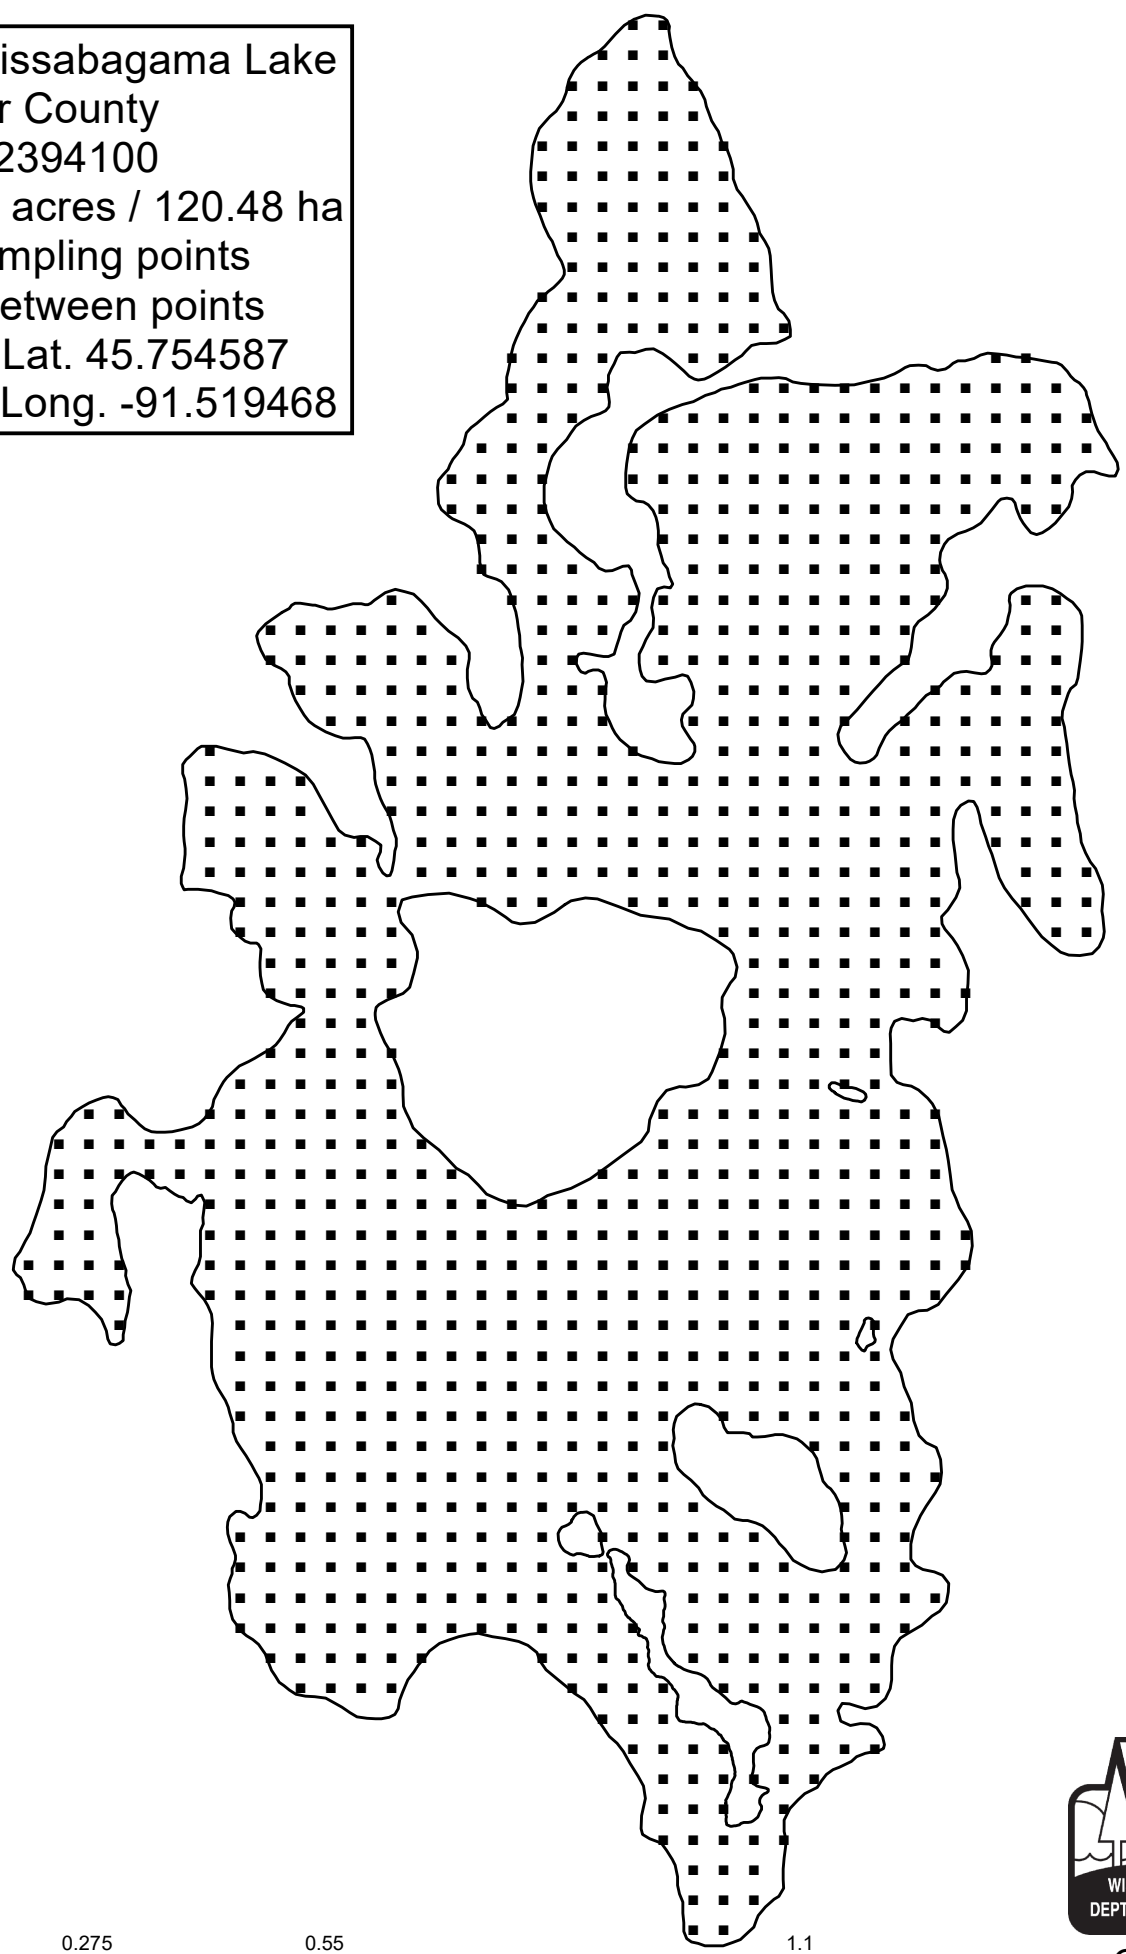 issabagama Lake
r County
2394100
acres / 120.48 ha
mpling points
etween points
Lat. 45.754587
Long. -91.519468
WI
DEPT
0.275 0.55 1.1